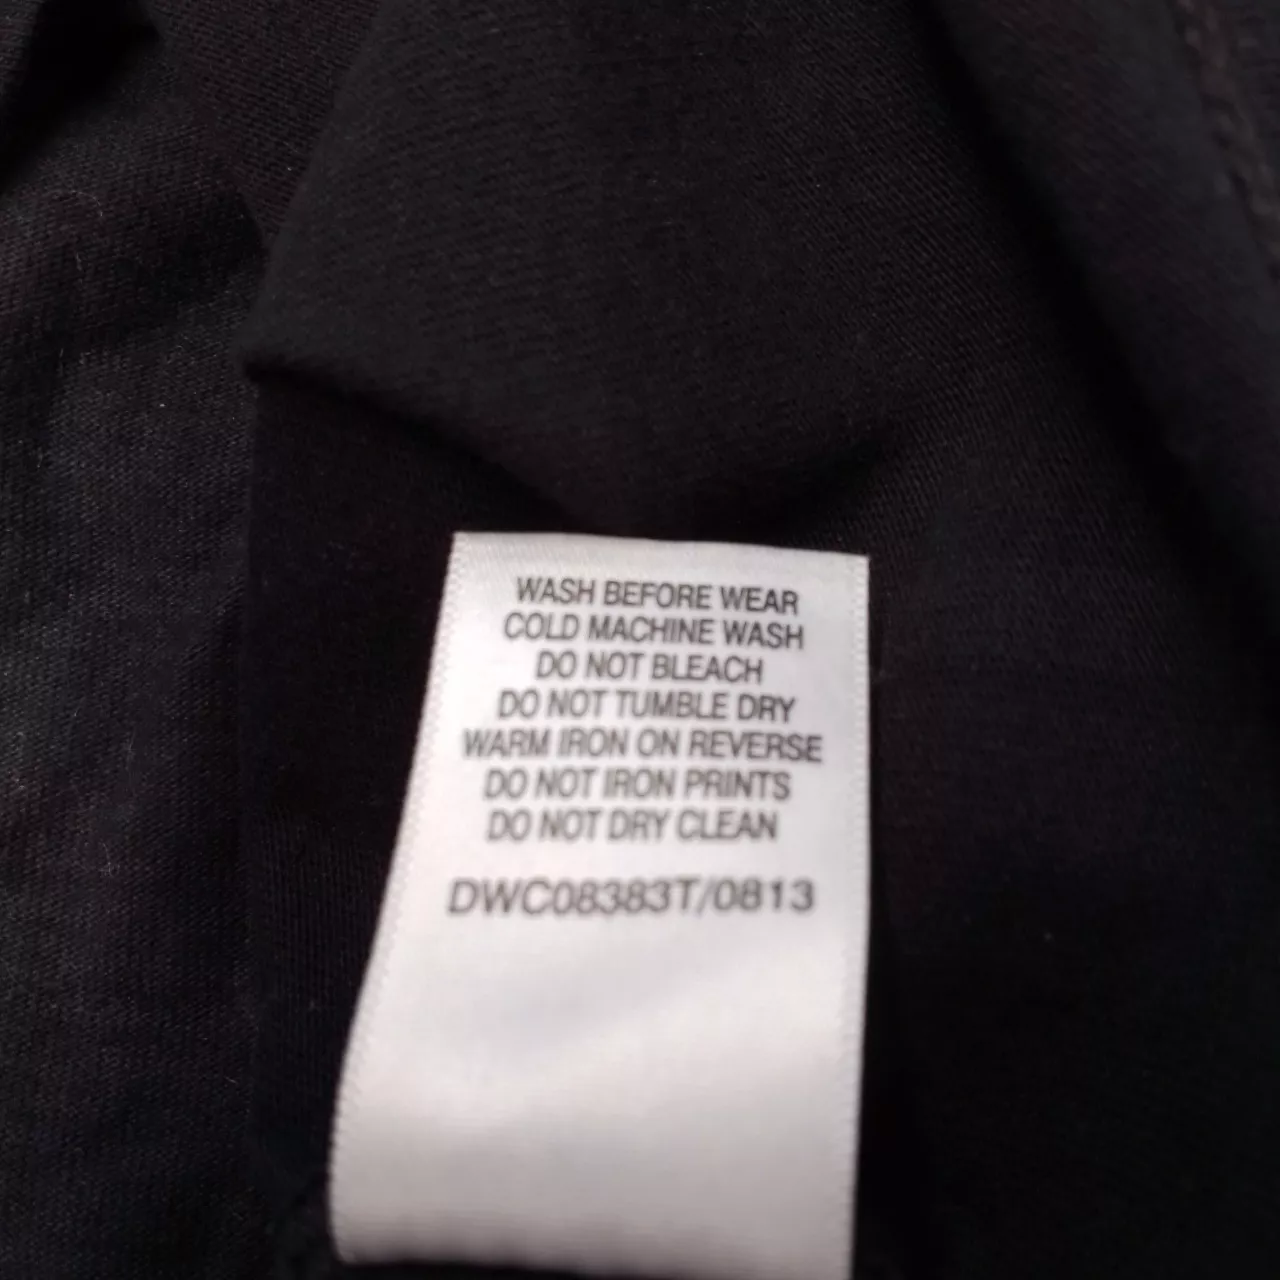 WASH BEFORE WEAR
COLD MACHINE WASH
DO NOT BLEACH
DO NOT TUMBLE DRY
WARM IRON ON REVERSE
DO NOT IRON PRINTS
DO NOT DRY CLEAN
DWC08383T/0813